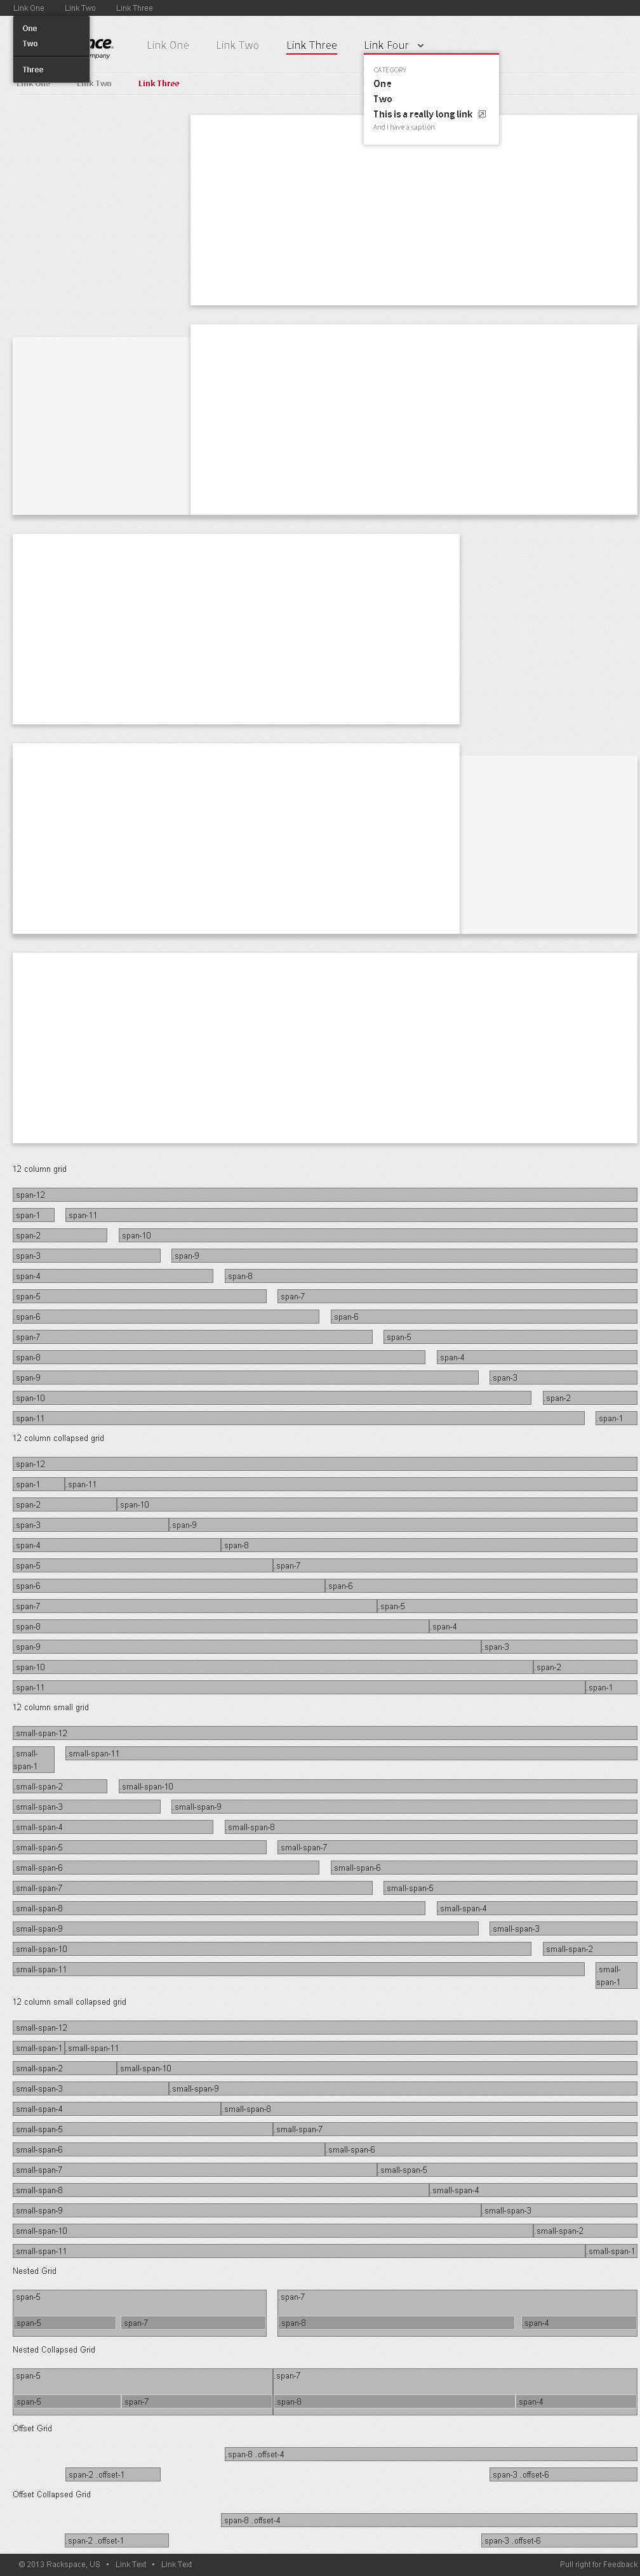 Link One Link Two Link Three
One
Two
Three
Link One Link Two Link Three Link Four
Link Two Link Three
CATEGORY
One
Two
This is a really long link
And I have a caption.
12 column grid
.span-12
.span-1 .span-11
.span-2 .span-10
.span-3 .span-9
.span-4 .span-8
.span-5 .span-7
.span-6 .span-6
.span-7 .span-5
.span-8 .span-4
.span-9 .span-3
.span-10 .span-2
.span-11 .span-1
12 column collapsed grid
.span-12
.span-1 .span-11
.span-2 .span-10
.span-3 .span-9
.span-4 .span-8
.span-5 .span-7
.span-6 .span-6
.span-7 .span-5
.span-8 .span-4
.span-9 .span-3
.span-10 .span-2
.span-11 .span-1
12 column small grid
.small-span-12
.small-span-1 .small-span-11
.small-span-2 .small-span-10
.small-span-3 .small-span-9
.small-span-4 .small-span-8
.small-span-5 .small-span-7
.small-span-6 .small-span-6
.small-span-7 .small-span-5
.small-span-8 .small-span-4
.small-span-9 .small-span-3
.small-span-10 .small-span-2
.small-span-11 .small-span-1
12 column small collapsed grid
.small-span-12
.small-span-1 .small-span-11
.small-span-2 .small-span-10
.small-span-3 .small-span-9
.small-span-4 .small-span-8
.small-span-5 .small-span-7
.small-span-6 .small-span-6
.small-span-7 .small-span-5
.small-span-8 .small-span-4
.small-span-9 .small-span-3
.small-span-10 .small-span-2
.small-span-11 .small-span-1
Nested Grid
.span-5 .span-7
.span-5 .span-7 .span-8 .span-4
Nested Collapsed Grid
.span-5 .span-7
.span-5 .span-7 .span-8 .span-4
Offset Grid
.span-8 .offset-4
.span-2 .offset-1 .span-3 .offset-6
Offset Collapsed Grid
.span-8 .offset-4
.span-2 .offset-1 .span-3 .offset-6
© 2013 Rackspace, US • Link Text • Link Text Pull right for Feedback